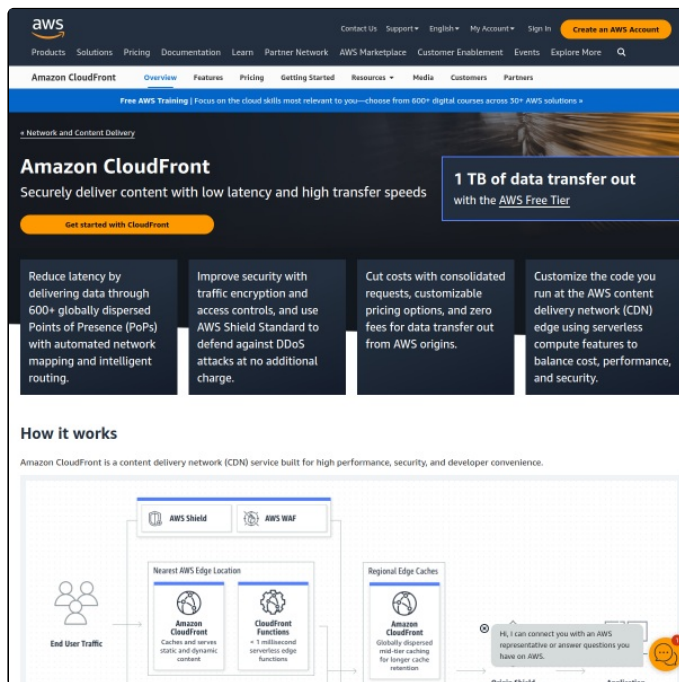 aws
Contact Us Support English My Account Sign In Create an AWS Account
Products Solutions Pricing Documentation Learn Partner Network AWS Marketplace Customer Enablement Events Explore More
Amazon CloudFront Overview Features Pricing Getting Started Resources Media Customers Partners
Free AWS Training | Focus on the cloud skills most relevant to you—choose from 600+ digital courses across 30+ AWS solutions »
« Network and Content Delivery
Amazon CloudFront
Securely deliver content with low latency and high transfer speeds
Get started with CloudFront
1 TB of data transfer out
with the AWS Free Tier
Reduce latency by
delivering data through
600+ globally dispersed
Points of Presence (PoPs)
with automated network
mapping and intelligent
routing.
Improve security with
traffic encryption and
access controls, and use
AWS Shield Standard to
defend against DDoS
attacks at no additional
charge.
Cut costs with consolidated
requests, customizable
pricing options, and zero
fees for data transfer out
from AWS origins.
Customize the code you
run at the AWS content
delivery network (CDN)
edge using serverless
compute features to
balance cost, performance,
and security.
How it works
Amazon CloudFront is a content delivery network (CDN) service built for high performance, security, and developer convenience.
AWS Shield
AWS WAF
Nearest AWS Edge Location
Regional Edge Caches
End User Traffic
Amazon
CloudFront
Caches and serves
static and dynamic
content
CloudFront
Functions
< 1 millisecond
serverless edge
functions
Amazon
CloudFront
Globally dispersed
mid-tier caching
for longer cache
retention
Hi, I can connect you with an AWS
representative or answer questions you
have on AWS.
1
Origin Shield
Application